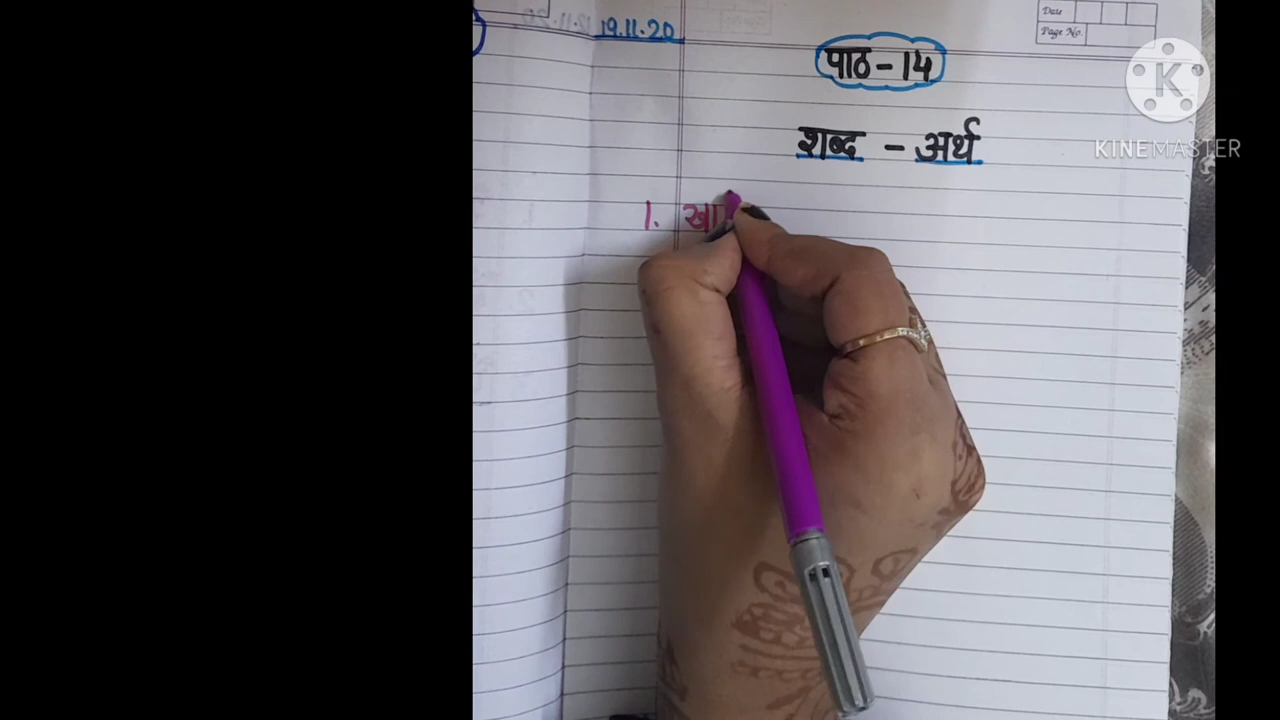 19.11.20
Date
Page No.
पाठ - 14
K
KINEMASTER
शब्द - अर्थ
1. खा